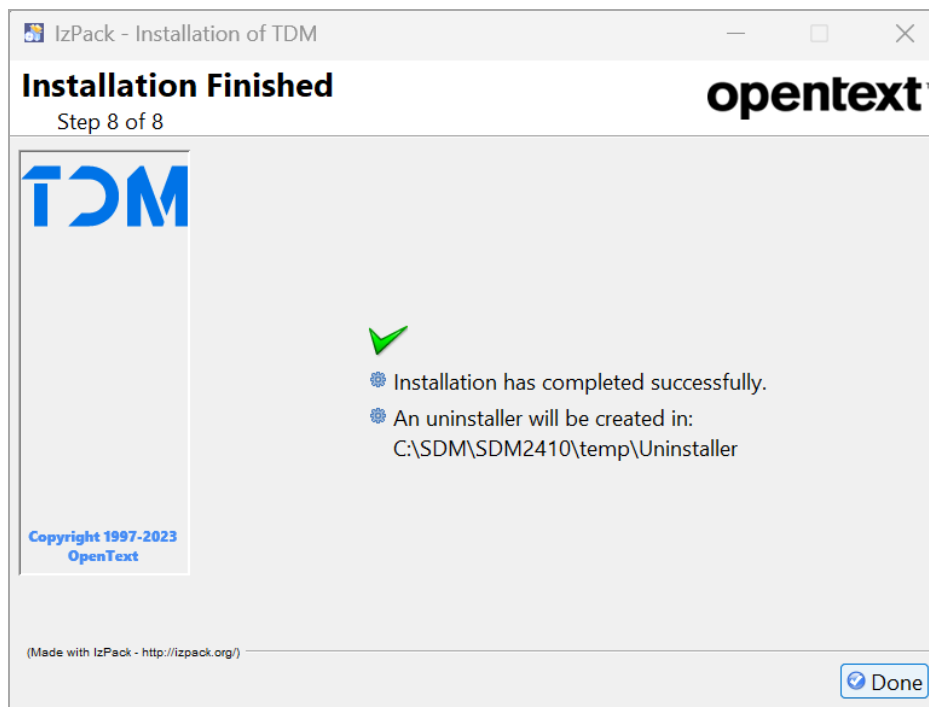 IzPack - Installation of TDM
Installation Finished
Step 8 of 8
opentext
TDM
Installation has completed successfully.
An uninstaller will be created in:
C:\SDM\SDM2410\temp\Uninstaller
Copyright 1997-2023
OpenText
(Made with IzPack - http://izpack.org/)
Done